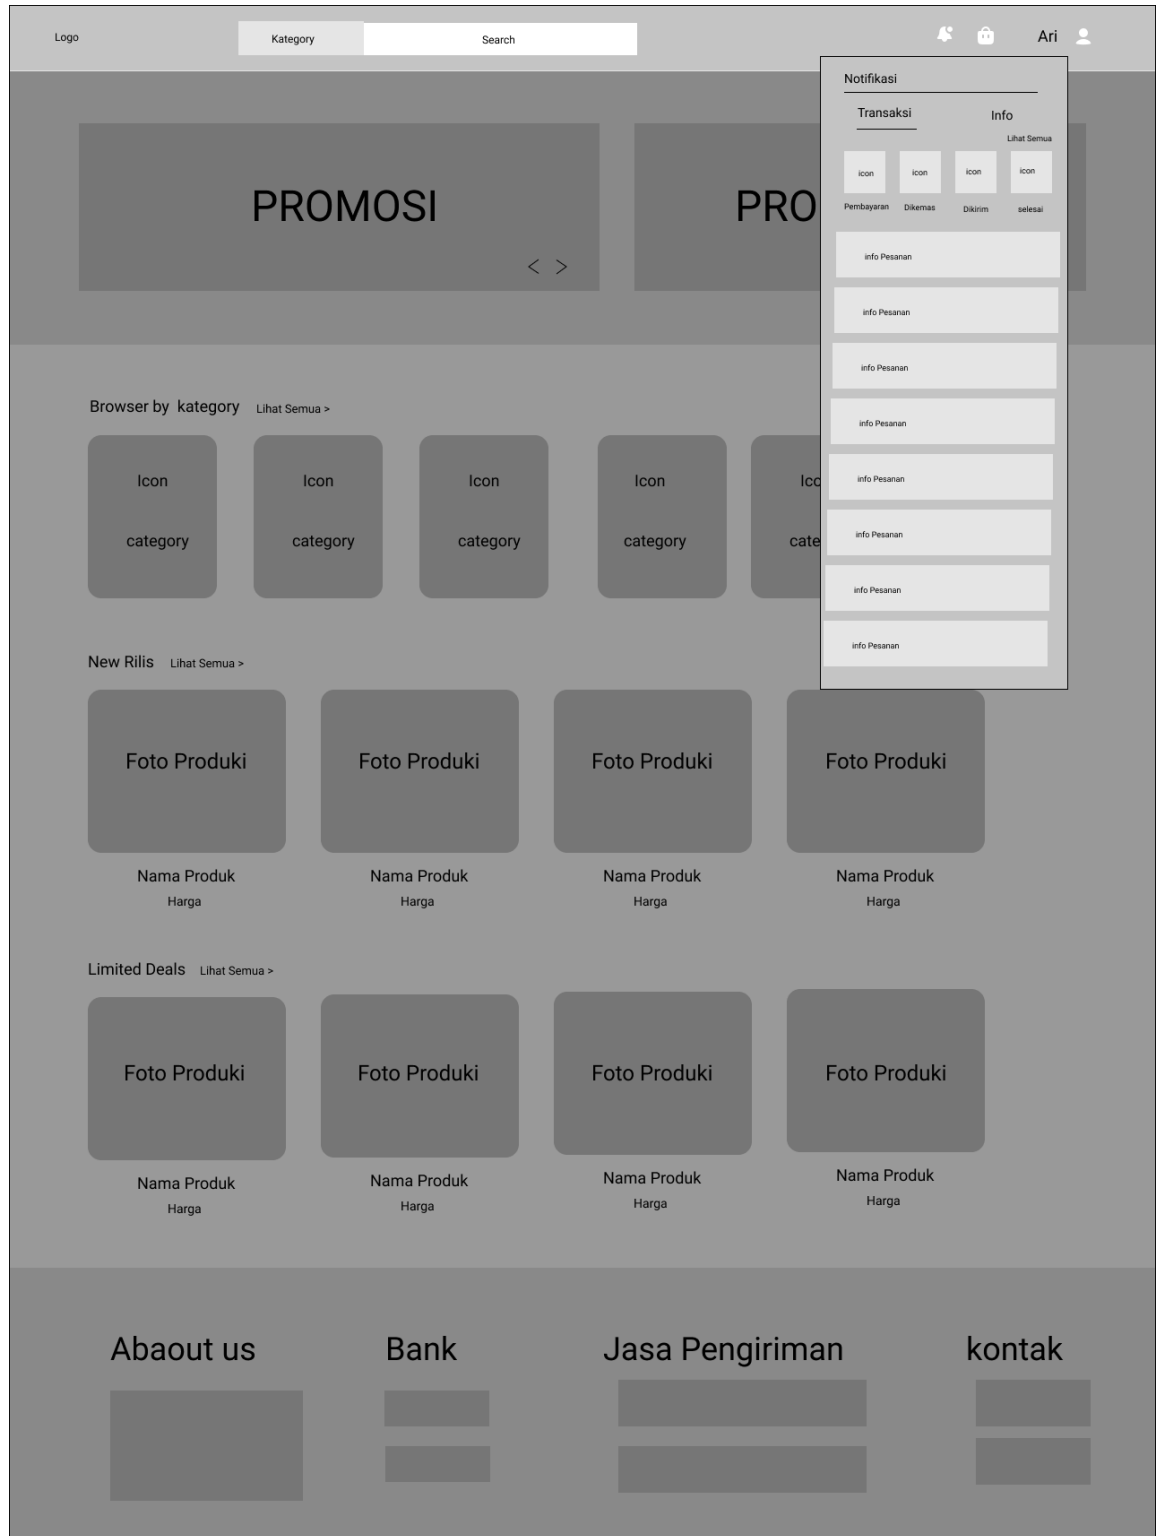 Logo
Kategory
Search
Ari
Notifikasi
Transaksi
Info
Lihat Semua
icon
icon
icon
icon
Pembayaran
Dikemas
Dikirim
selesai
info Pesanan
info Pesanan
info Pesanan
info Pesanan
info Pesanan
info Pesanan
info Pesanan
info Pesanan
PROMOSI
PRO
< >
Browser by kategory Lihat Semua >
Icon
category
Icon
category
Icon
category
Icon
category
Ico
cate
New Rilis Lihat Semua >
Foto Produki
Foto Produki
Foto Produki
Foto Produki
Nama Produk
Harga
Nama Produk
Harga
Nama Produk
Harga
Nama Produk
Harga
Limited Deals Lihat Semua >
Foto Produki
Foto Produki
Foto Produki
Foto Produki
Nama Produk
Harga
Nama Produk
Harga
Nama Produk
Harga
Nama Produk
Harga
Abaout us
Bank
Jasa Pengiriman
kontak